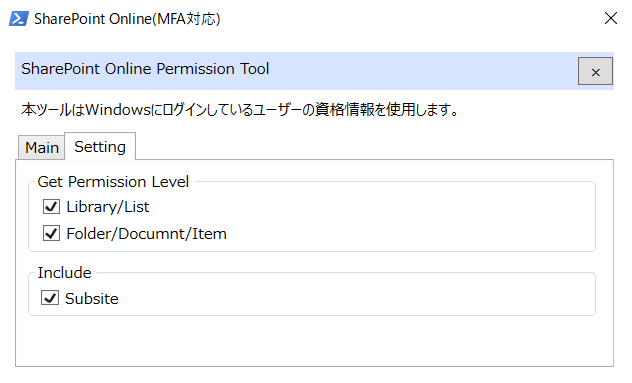 SharePoint Online(MFA対応)
SharePoint Online Permission Tool
本ツールはWindowsにログインしているユーザーの資格情報を使用します。
Main Setting
Get Permission Level
Library/List
Folder/Documnt/Item
Include
Subsite